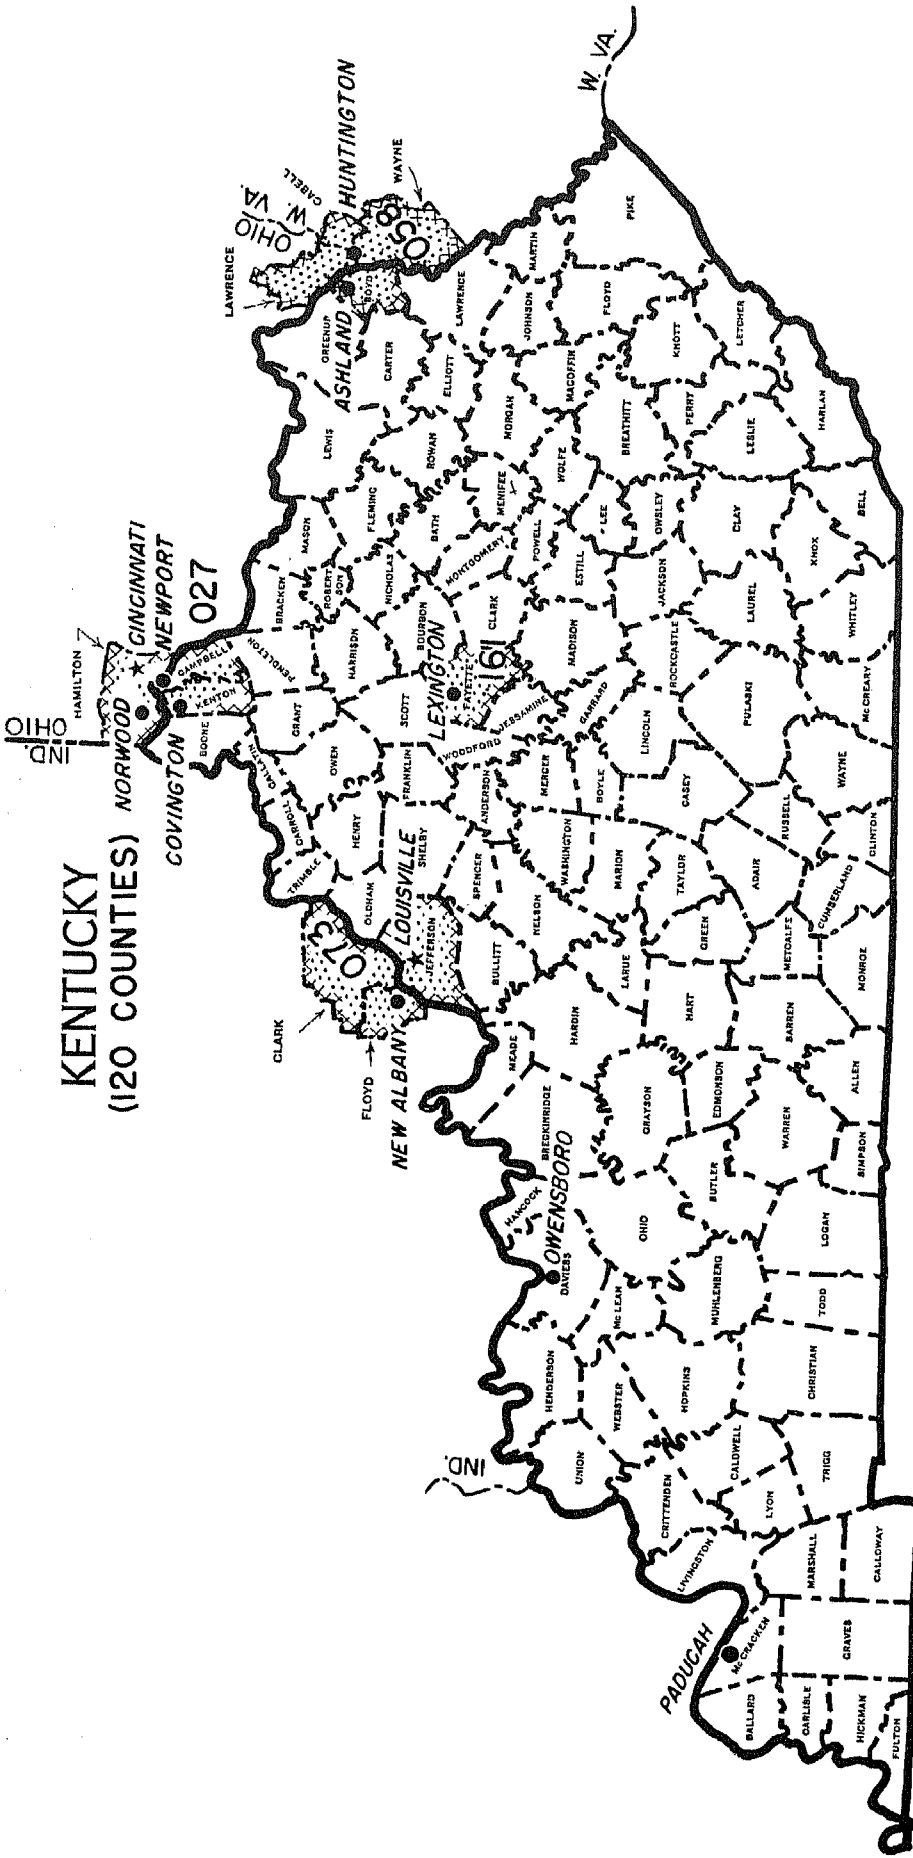 KENTUCKY
(120 COUNTIES)
IND.
OHIO
HAMILTON
NORWOOD
CINCINNATI
NEWPORT
COVINGTON
027
CAMPBELL
KENTON
BOONE
PENDLETON
GALLATIN
GRANT
CARROLL
TRIMBLE
OWEN
HENRY
OLDHAM
BRACKEN
MASON
ROBERT
SON
HARRISON
NICHOLAS
FLEMING
LEWIS
GREENUP
LAWRENCE
OHIO
W. VA.
CABELL
HUNTINGTON
WAYNE
058
ASHLAND
BOYD
CARTER
ELLIOTT
LAWRENCE
ROWAN
BATH
BOURBON
SCOTT
FRANKLIN
SHELBY
LOUISVILLE
JEFFERSON
073
CLARK
FLOYD
NEW ALBANY
LEXINGTON
FAYETTE
161
WOODFORD
JESSAMINE
CLARK
MONTGOMERY
MENIFEE
MORGAN
JOHNSON
MARTIN
W. VA.
PIKE
FLOYD
MAGOFFIN
WOLFE
POWELL
ESTILL
LEE
BREATHITT
KNOTT
LETCHER
PERRY
OWSLEY
JACKSON
MADISON
GARRARD
MERCER
ANDERSON
SPENCER
WASHINGTON
NELSON
BULLITT
MEADE
HARDIN
LARUE
MARION
BOYLE
LINCOLN
ROCKCASTLE
LAUREL
CLAY
LESLIE
HARLAN
BELL
KNOX
WHITLEY
McCREARY
PULASKI
CASEY
TAYLOR
GREEN
ADAIR
RUSSELL
WAYNE
CLINTON
CUMBERLAND
METCALFE
MONROE
BARREN
HART
GRAYSON
EDMONSON
BRECKINRIDGE
HANCOCK
OWENSBORO
DAVIESS
OHIO
BUTLER
WARREN
ALLEN
SIMPSON
LOGAN
TODD
MUHLENBERG
Mc LEAN
HENDERSON
WEBSTER
HOPKINS
CHRISTIAN
UNION
IND.
CRITTENDEN
CALDWELL
LYON
TRIGG
LIVINGSTON
MARSHALL
CALLOWAY
PADUCAH
McCRACKEN
GRAVES
BALLARD
CARLISLE
HICKMAN
FULTON